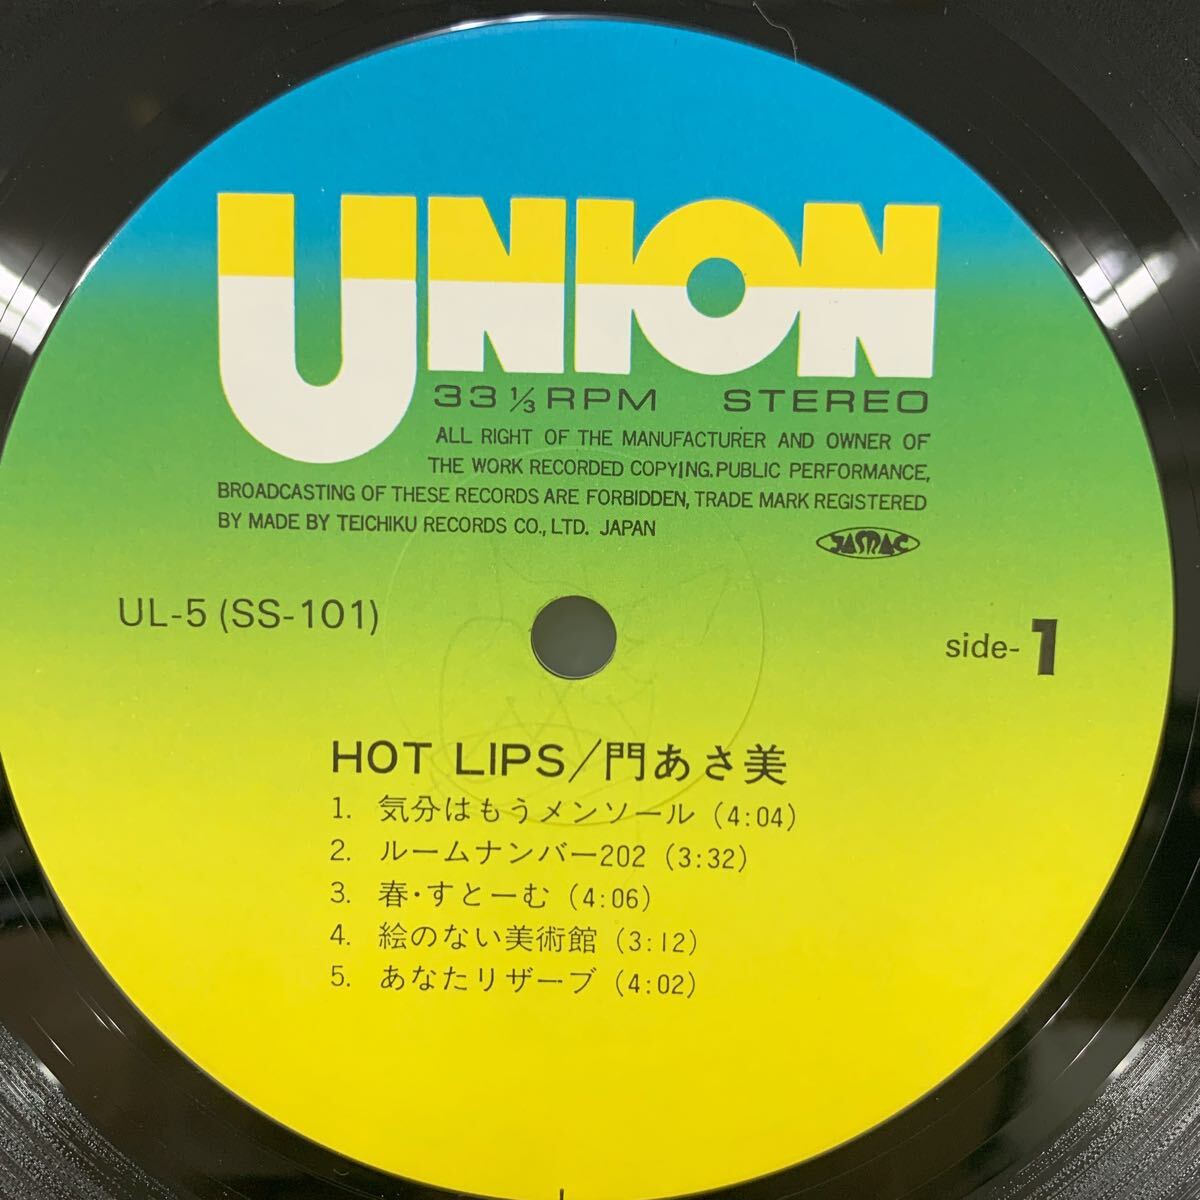 UNION
33 1/3 RPM STEREO
ALL RIGHT OF THE MANUFACTURER AND OWNER OF
THE WORK RECORDED COPYING. PUBLIC PERFORMANCE,
BROADCASTING OF THESE RECORDS ARE FORBIDDEN, TRADE MARK REGISTERED
BY MADE BY TEICHIKU RECORDS CO., LTD. JAPAN
JASRAC
UL-5 (SS-101)
side-1
HOT LIPS/門あさ美
1. 気分はもうメンソール (4:04)
2. ルームナンバー202 (3:32)
3. 春・すとーむ (4:06)
4. 絵のない美術館 (3:12)
5. あなたリザーブ (4:02)